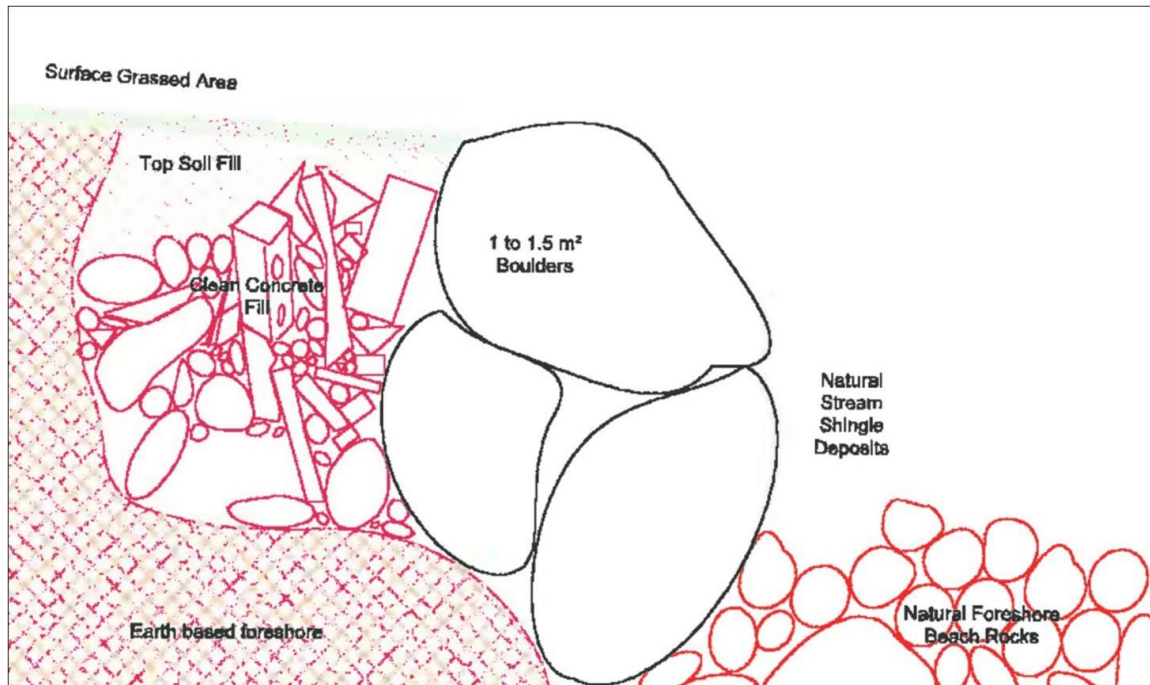 Surface Grassed Area
Top Soil Fill
1 to 1.5 m²
Boulders
Clean Concrete
Fill
Natural
Stream
Shingle
Deposits
Natural Foreshore
Beach Rocks
Earth based foreshore